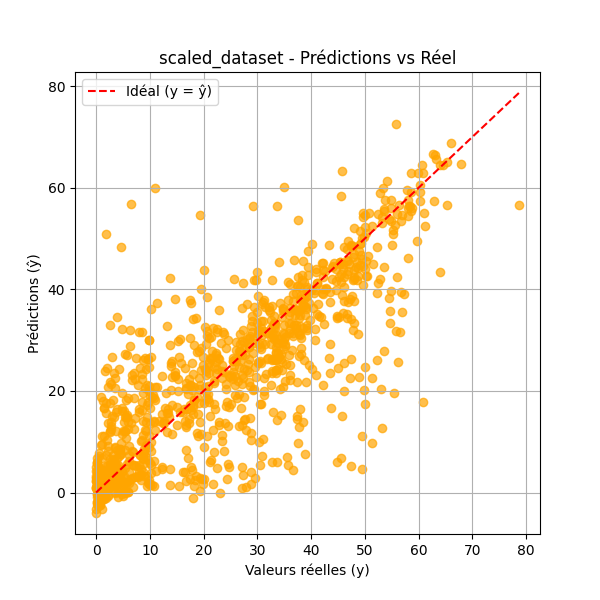 scaled_dataset - Prédictions vs Réel
Idéal (y = ŷ)
Prédictions (ŷ)
80
60
40
20
0
0 10 20 30 40 50 60 70 80
Valeurs réelles (y)